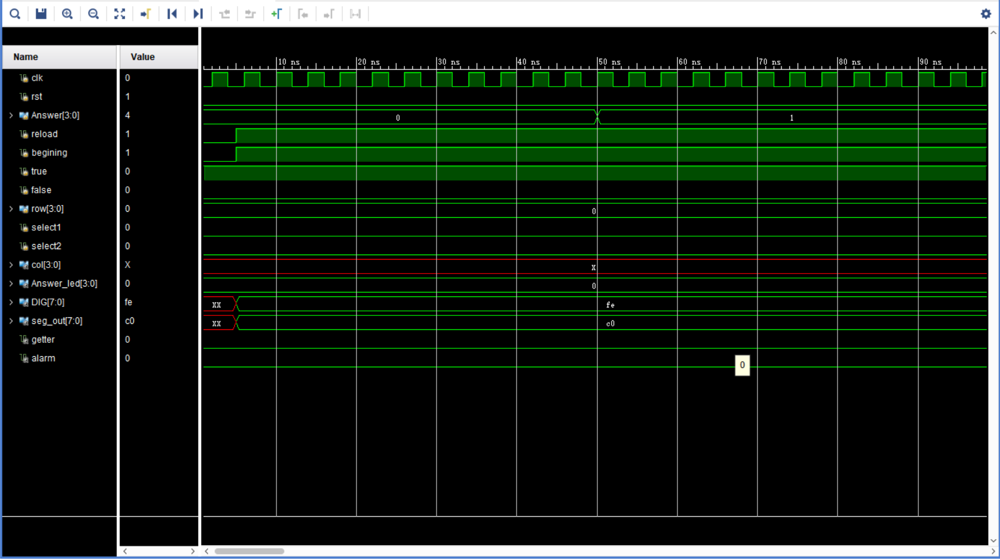 Name Value
10 ns 20 ns 30 ns 40 ns 50 ns 60 ns 70 ns 80 ns 90 ns
clk 0
rst 1
Answer[3:0] 4 0 1
reload 1
begining 1
true 0
false 0
row[3:0] 0 0
select1 0
select2 0
col[3:0] X X
Answer_led[3:0] 0 0
DIG[7:0] fe XX fe
seg_out[7:0] c0 XX c0
getter 0
alarm 0 0